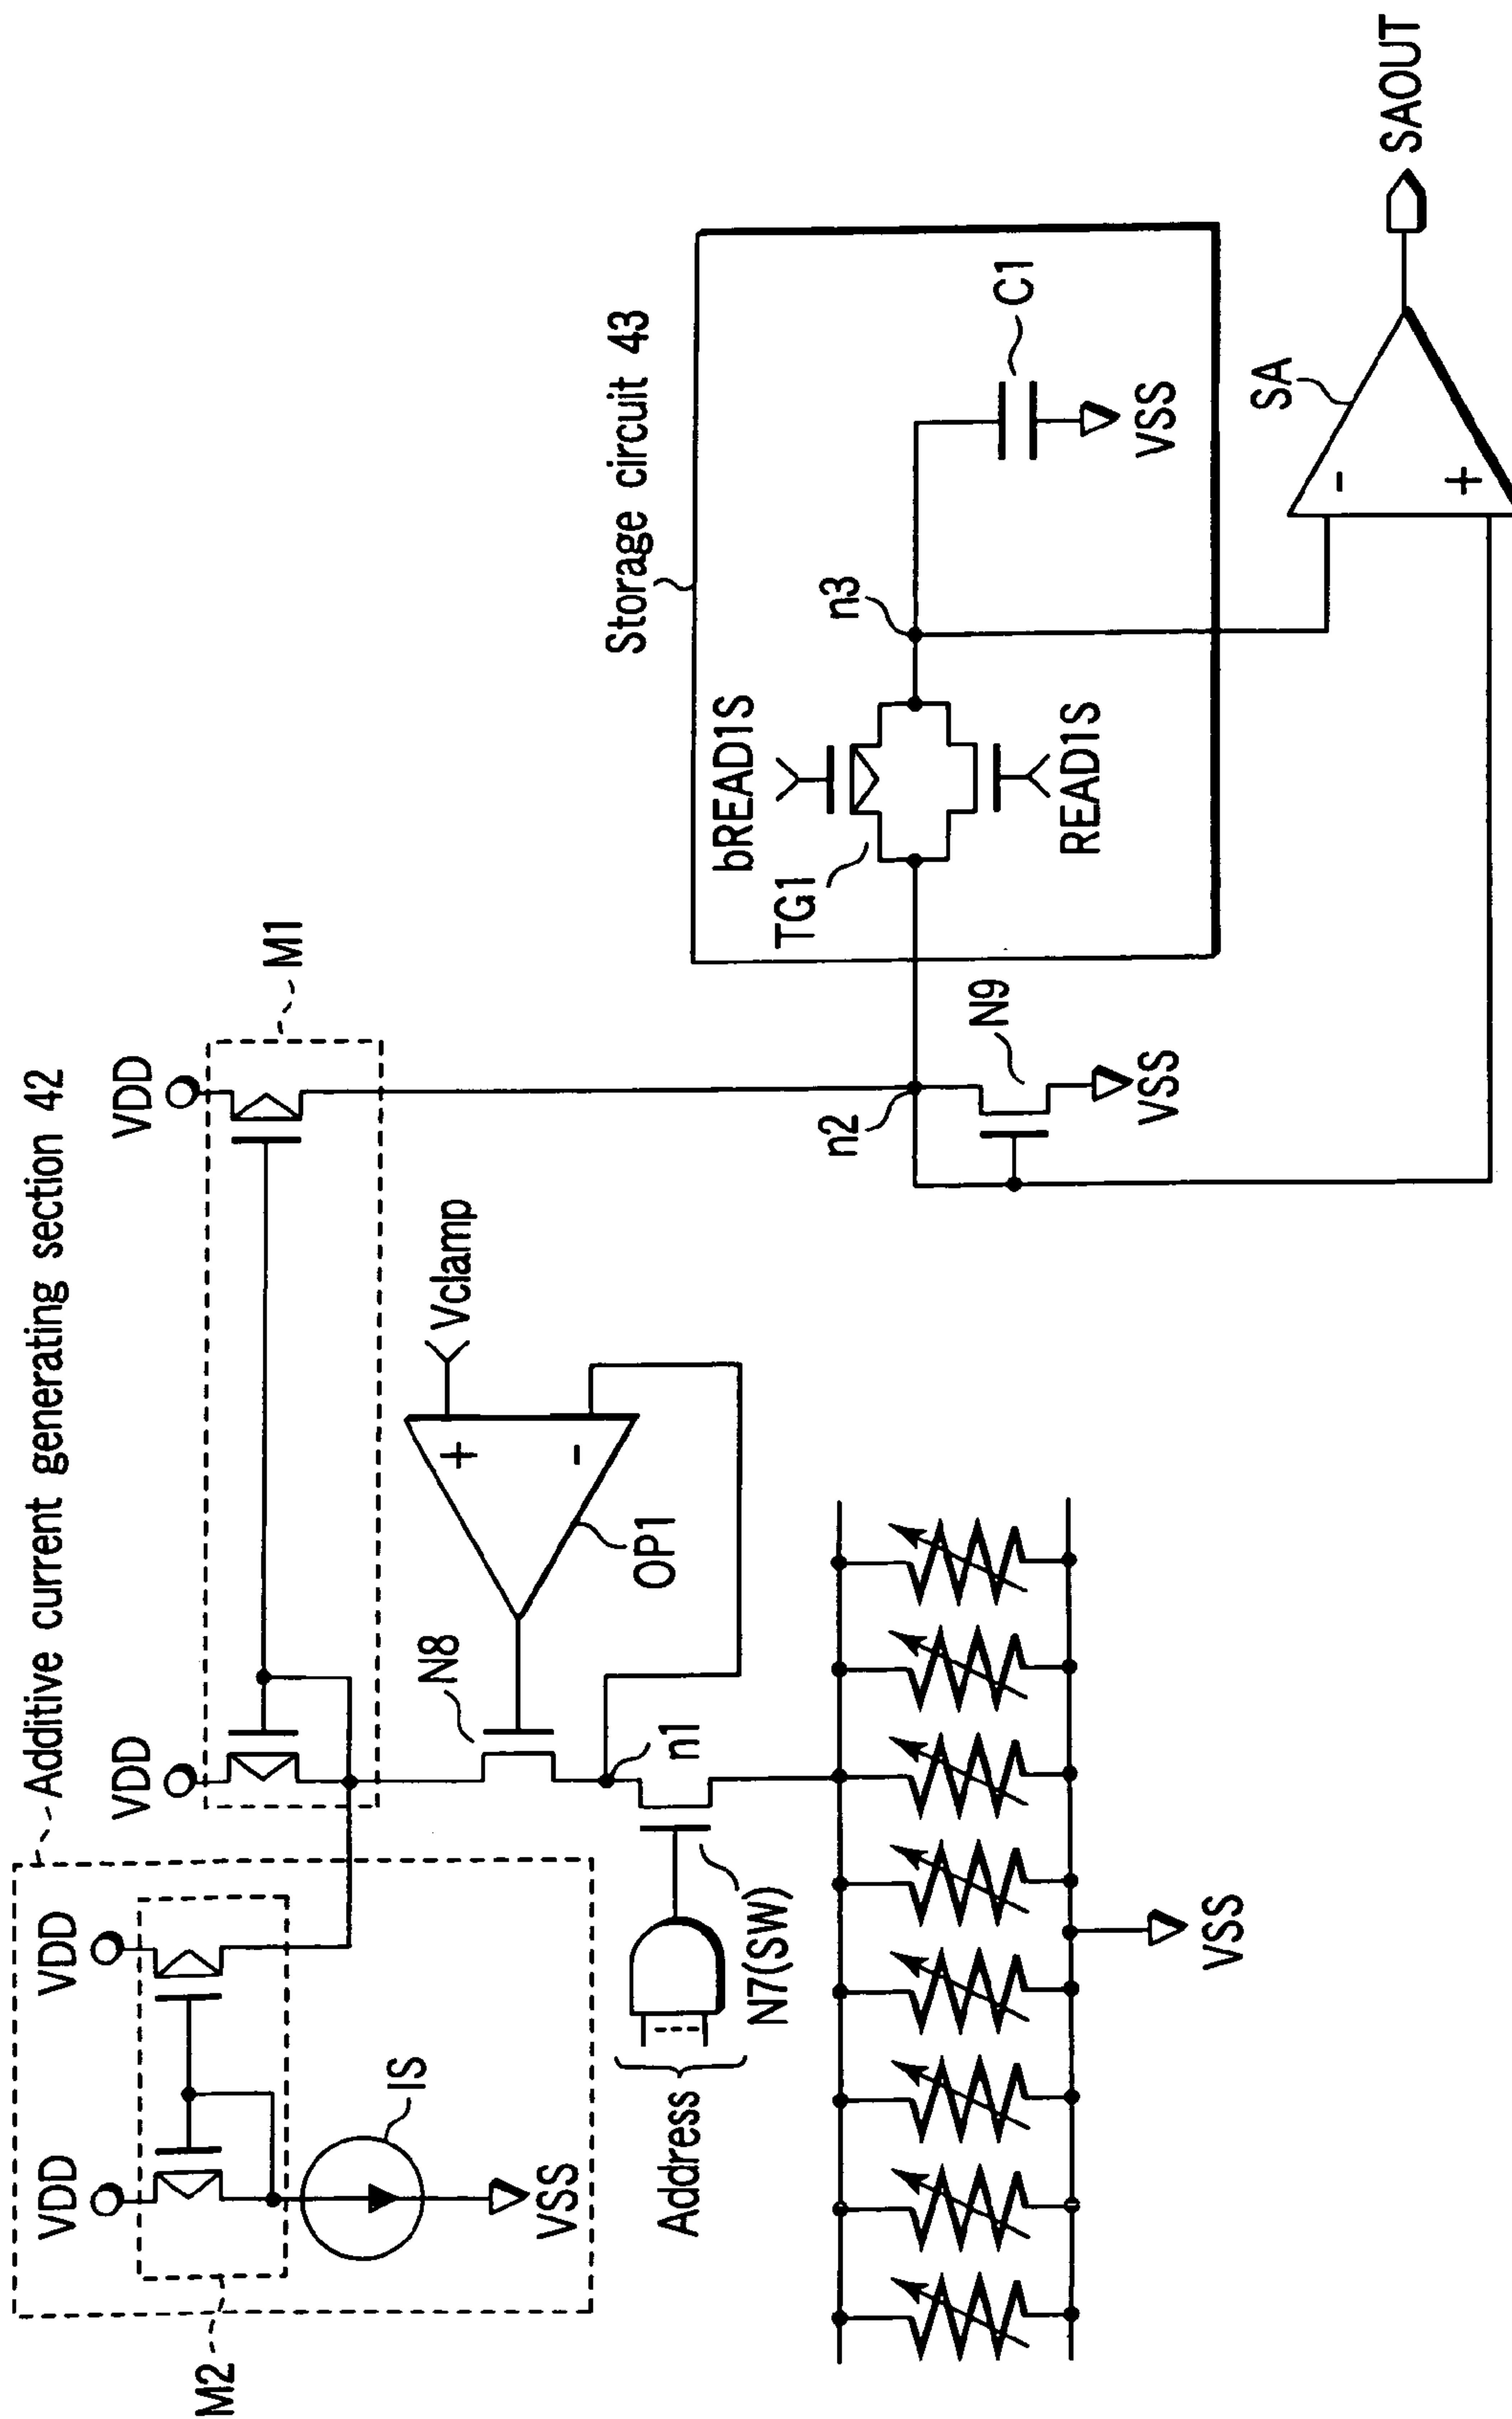 Additive current generating section 42
VDD
VDD
VDD
VDD
M1
M2
IS
VSS
Vclamp
+
-
OP1
N8
n1
Address
N7(SW)
VSS
n2
N9
VSS
Storage circuit 43
bREAD1S
TG1
READ1S
n3
C1
VSS
SA
-
+
SAOUT